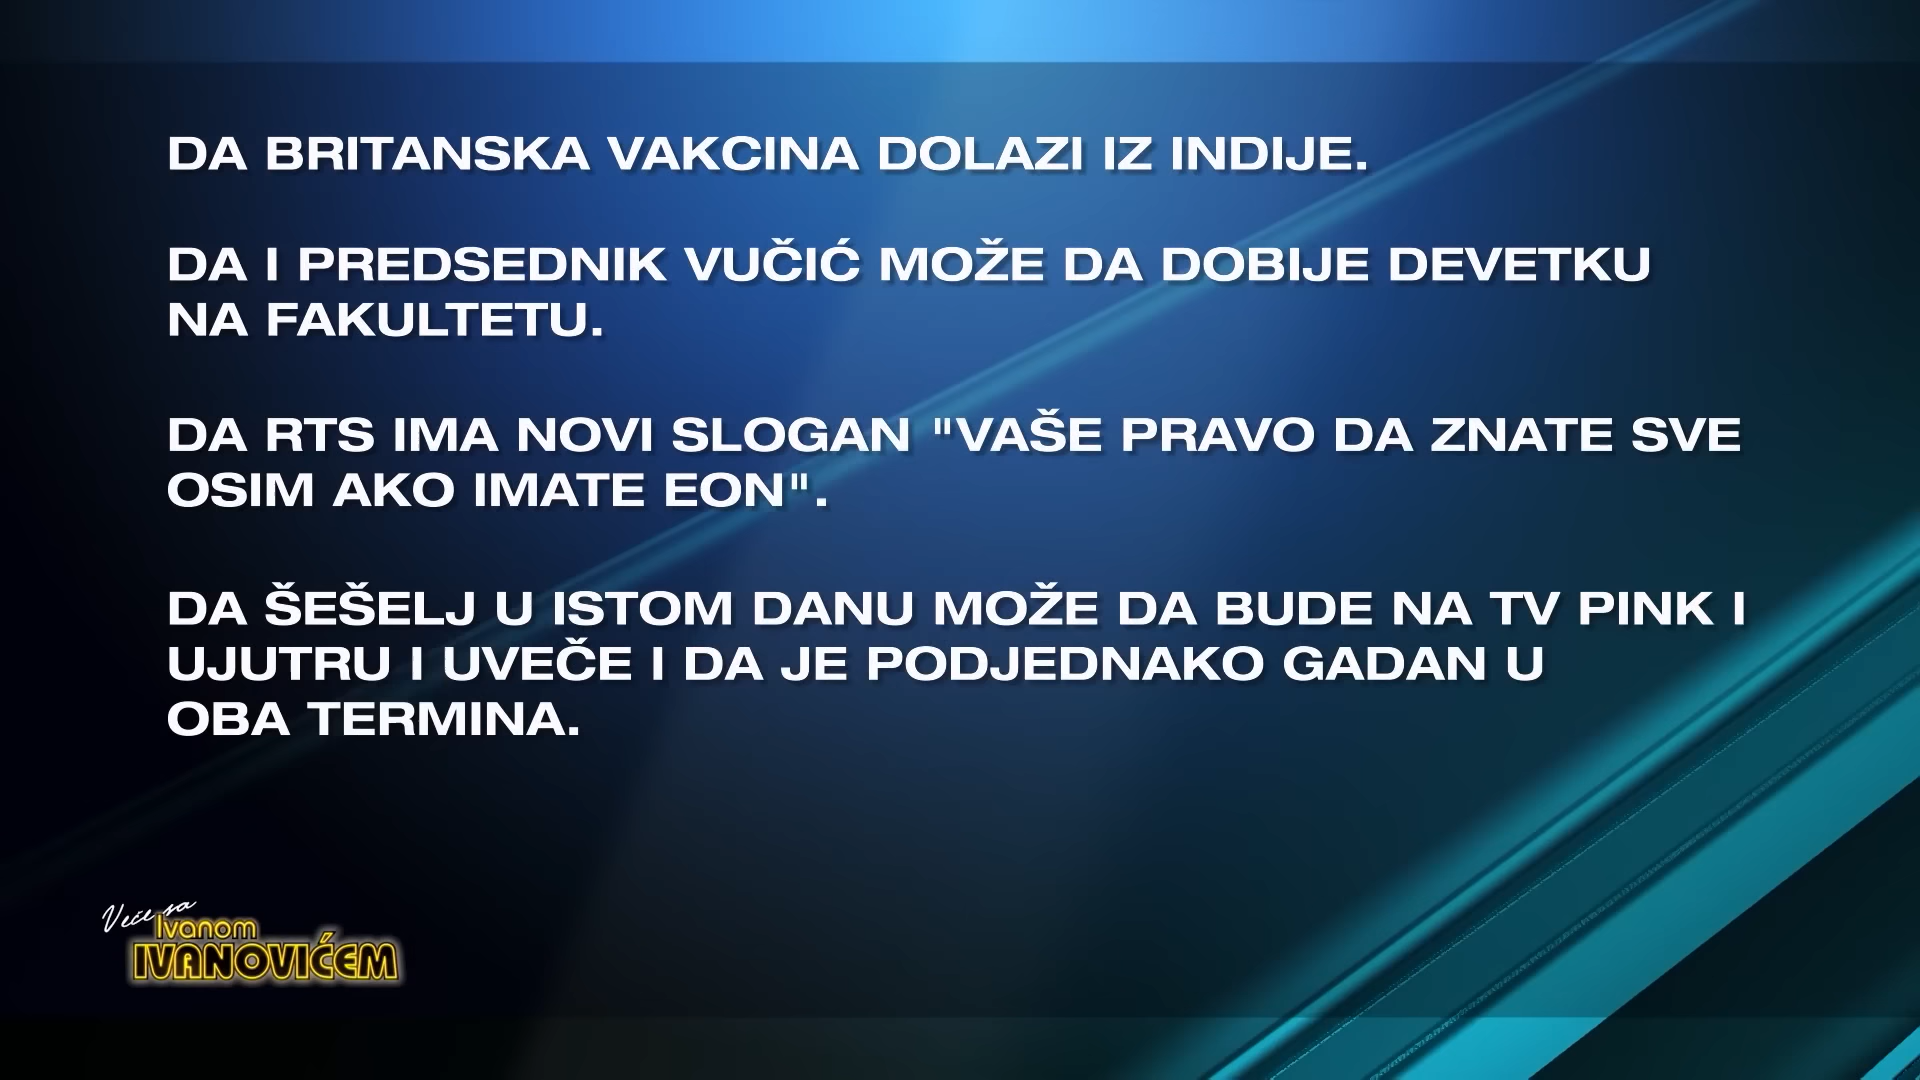 DA BRITANSKA VAKCINA DOLAZI IZ INDIJE.
DA I PREDSEDNIK VUČIĆ MOŽE DA DOBIJE DEVETKU
NA FAKULTETU.
DA RTS IMA NOVI SLOGAN "VAŠE PRAVO DA ZNATE SVE
OSIM AKO IMATE EON".
DA ŠEŠELJ U ISTOM DANU MOŽE DA BUDE NA TV PINK I
UJUTRU I UVEČE I DA JE PODJEDNAKO GADAN U
OBA TERMINA.
Veče sa
Ivanom
IVANOVIĆEM